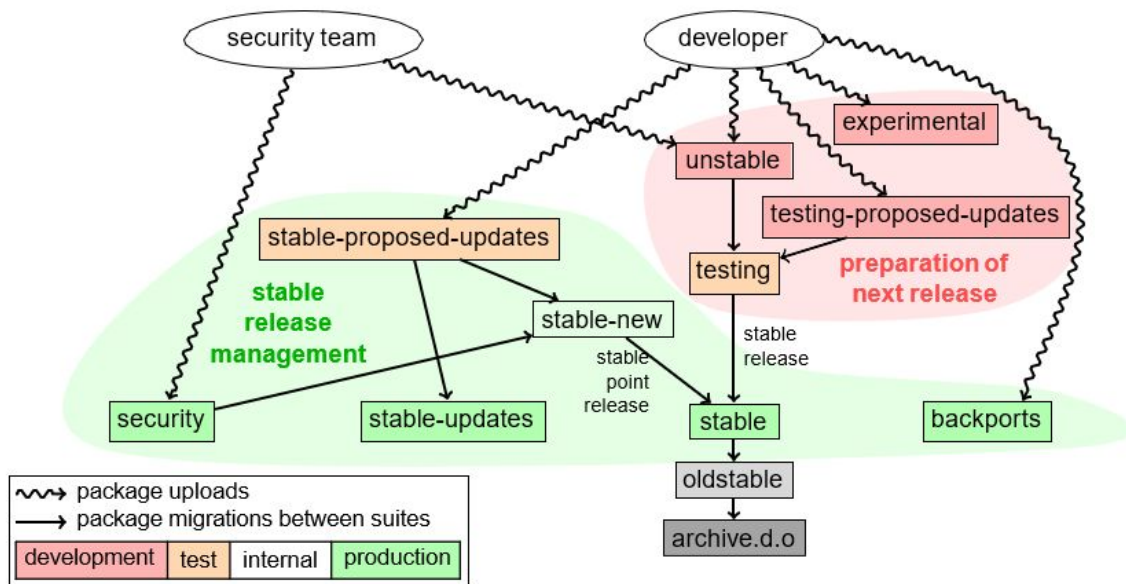 security team
developer
experimental
unstable
testing-proposed-updates
stable-proposed-updates
testing
preparation of
next release
stable
release
management
stable-new
stable
release
stable
point
release
security
stable-updates
stable
backports
oldstable
archive.d.o
package uploads
package migrations between suites
development test internal production